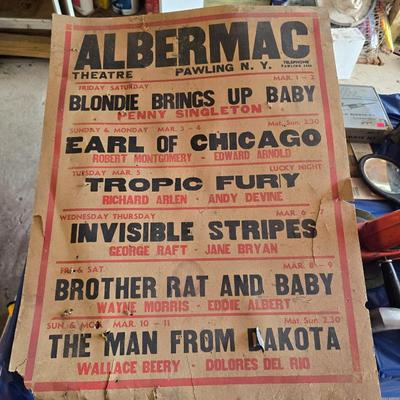 ALBERMAC
THEATRE PAWLING N. Y. TELEPHONE
PAWLING
FRIDAY SATURDAY MAR. 1 - 2
BLONDIE BRINGS UP BABY
PENNY SINGLETON
SUNDAY & MONDAY MAR. 3 - 4 Mat. Sun. 2.30
EARL OF CHICAGO
ROBERT MONTGOMERY - EDWARD ARNOLD
TUESDAY MAR. 5 LUCKY NIGHT
TROPIC FURY
RICHARD ARLEN - ANDY DEVINE
WEDNESDAY THURSDAY MAR. 6 - 7
INVISIBLE STRIPES
GEORGE RAFT - JANE BRYAN
FRI & SAT MAR. 8 - 9
BROTHER RAT AND BABY
WAYNE MORRIS - EDDIE ALBERT
SUN. & MON. MAR. 10 - 11 Mat. Sun. 2.30
THE MAN FROM DAKOTA
WALLACE BEERY - DOLORES DEL RIO